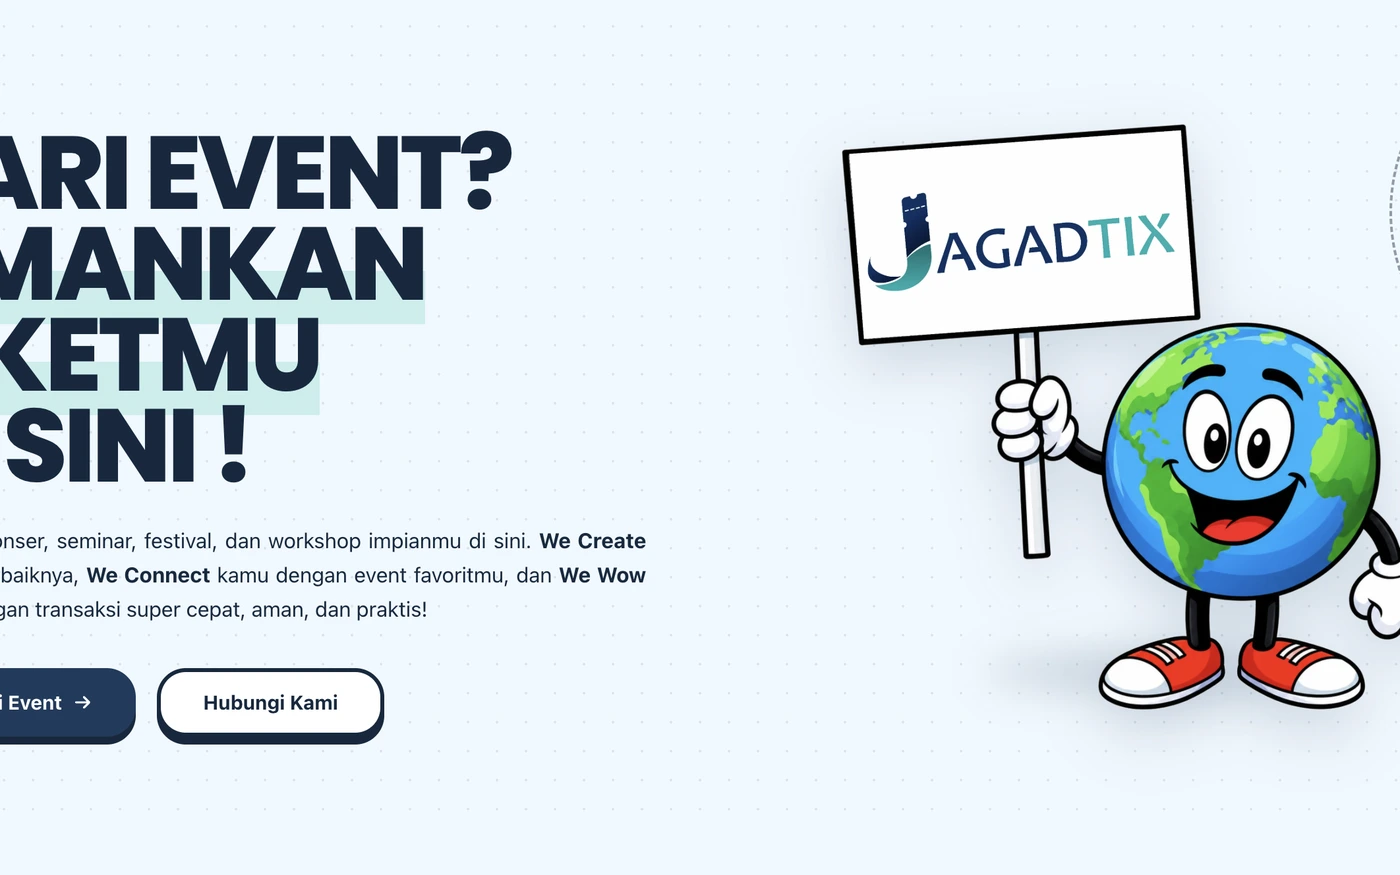 ARI EVENT?
MANKAN
KETMU
SINI !
onser, seminar, festival, dan workshop impianmu di sini. We Create
baiknya, We Connect kamu dengan event favoritmu, dan We Wow
gan transaksi super cepat, aman, dan praktis!
i Event →
Hubungi Kami
JAGADTIX